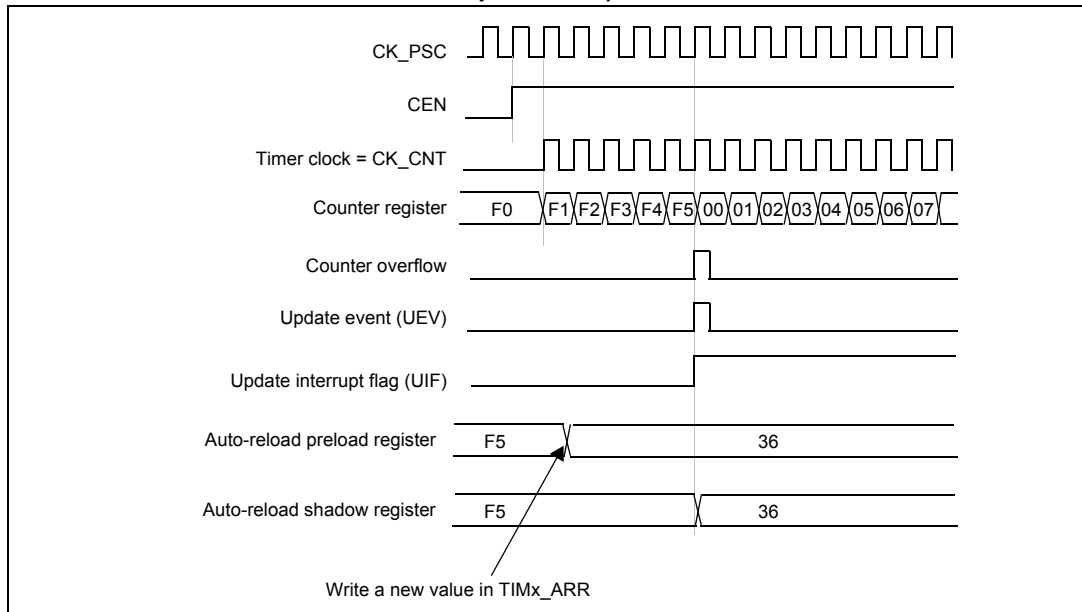 CK_PSC
CEN
Timer clock = CK_CNT
Counter register F0 F1 F2 F3 F4 F5 00 01 02 03 04 05 06 07
Counter overflow
Update event (UEV)
Update interrupt flag (UIF)
Auto-reload preload register F5 36
Auto-reload shadow register F5 36
Write a new value in TIMx_ARR